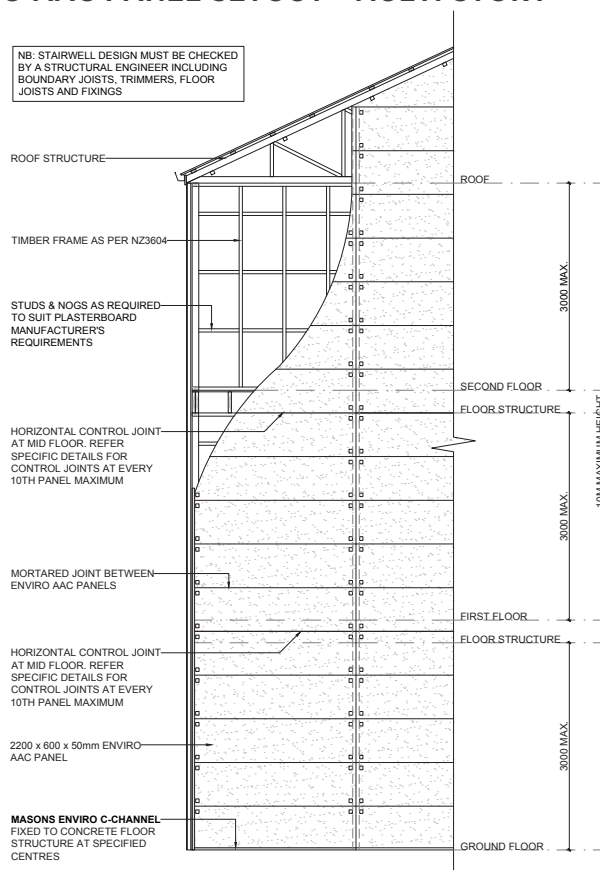 NB: STAIRWELL DESIGN MUST BE CHECKED
BY A STRUCTURAL ENGINEER INCLUDING
BOUNDARY JOISTS, TRIMMERS, FLOOR
JOISTS AND FIXINGS
ROOF STRUCTURE
ROOF
TIMBER FRAME AS PER NZ3604
3000 MAX.
STUDS & NOGS AS REQUIRED
TO SUIT PLASTERBOARD
MANUFACTURER'S
REQUIREMENTS
SECOND FLOOR
FLOOR STRUCTURE
10M MAXIMUM HEIGHT
HORIZONTAL CONTROL JOINT
AT MID FLOOR. REFER
SPECIFIC DETAILS FOR
CONTROL JOINTS AT EVERY
10TH PANEL MAXIMUM
3000 MAX.
MORTARED JOINT BETWEEN
ENVIRO AAC PANELS
FIRST FLOOR
FLOOR STRUCTURE
HORIZONTAL CONTROL JOINT
AT MID FLOOR. REFER
SPECIFIC DETAILS FOR
CONTROL JOINTS AT EVERY
10TH PANEL MAXIMUM
3000 MAX.
2200 x 600 x 50mm ENVIRO
AAC PANEL
MASONS ENVIRO C-CHANNEL
FIXED TO CONCRETE FLOOR
STRUCTURE AT SPECIFIED
CENTRES
GROUND FLOOR